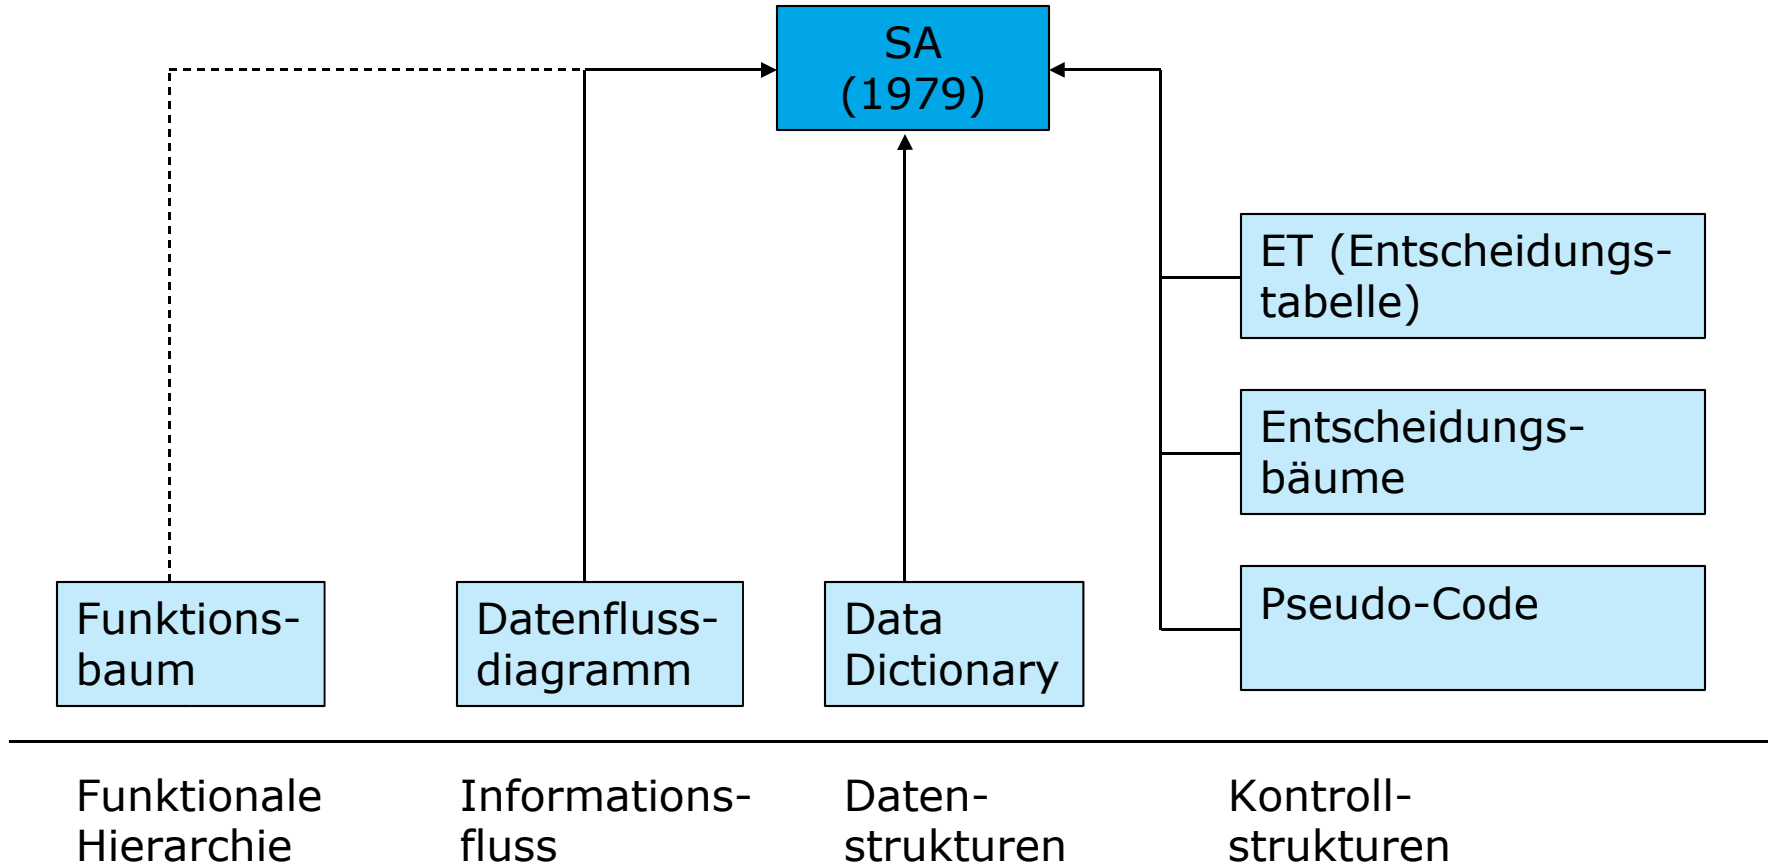 SA
(1979)
ET (Entscheidungs-
tabelle)
Entscheidungs-
bäume
Pseudo-Code
Funktions-
baum
Datenfluss-
diagramm
Data
Dictionary
Funktionale
Hierarchie
Informations-
fluss
Daten-
strukturen
Kontroll-
strukturen